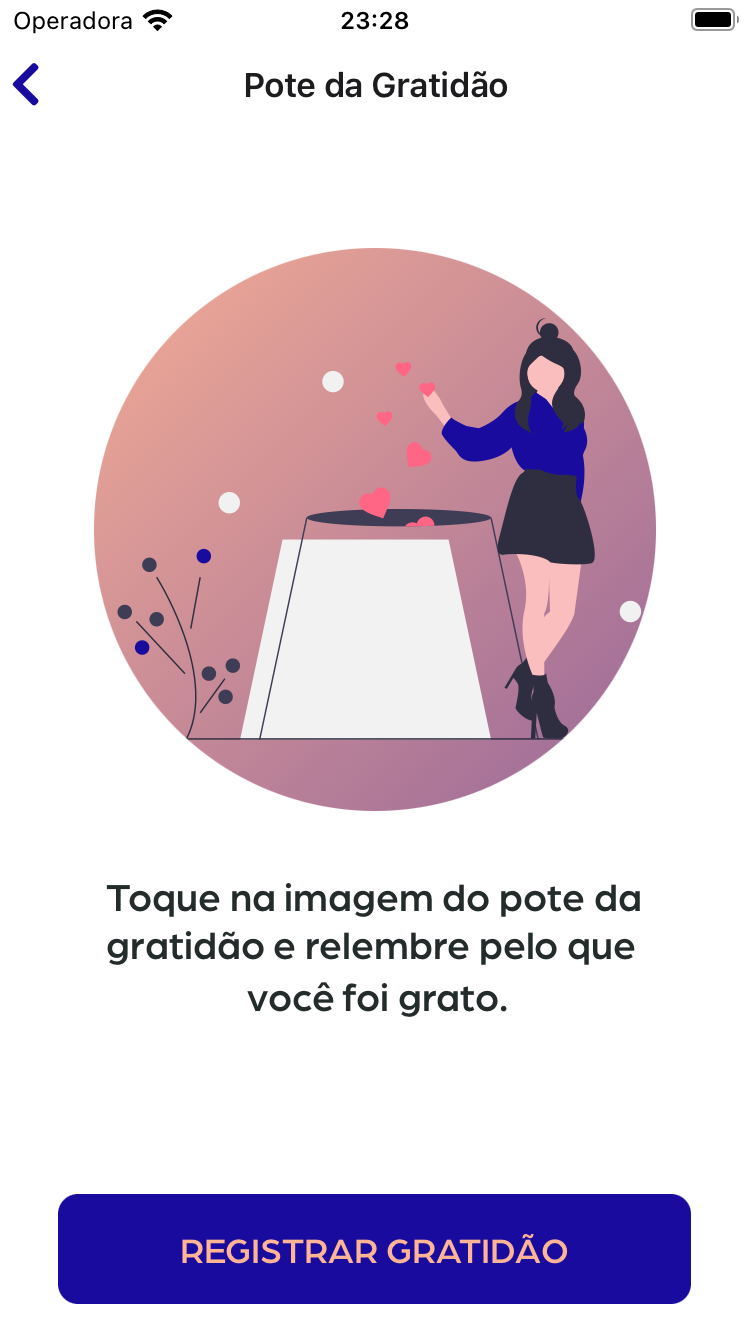 Operadora 23:28
Pote da Gratidão
Toque na imagem do pote da
gratidão e relembre pelo que
você foi grato.
REGISTRAR GRATIDÃO